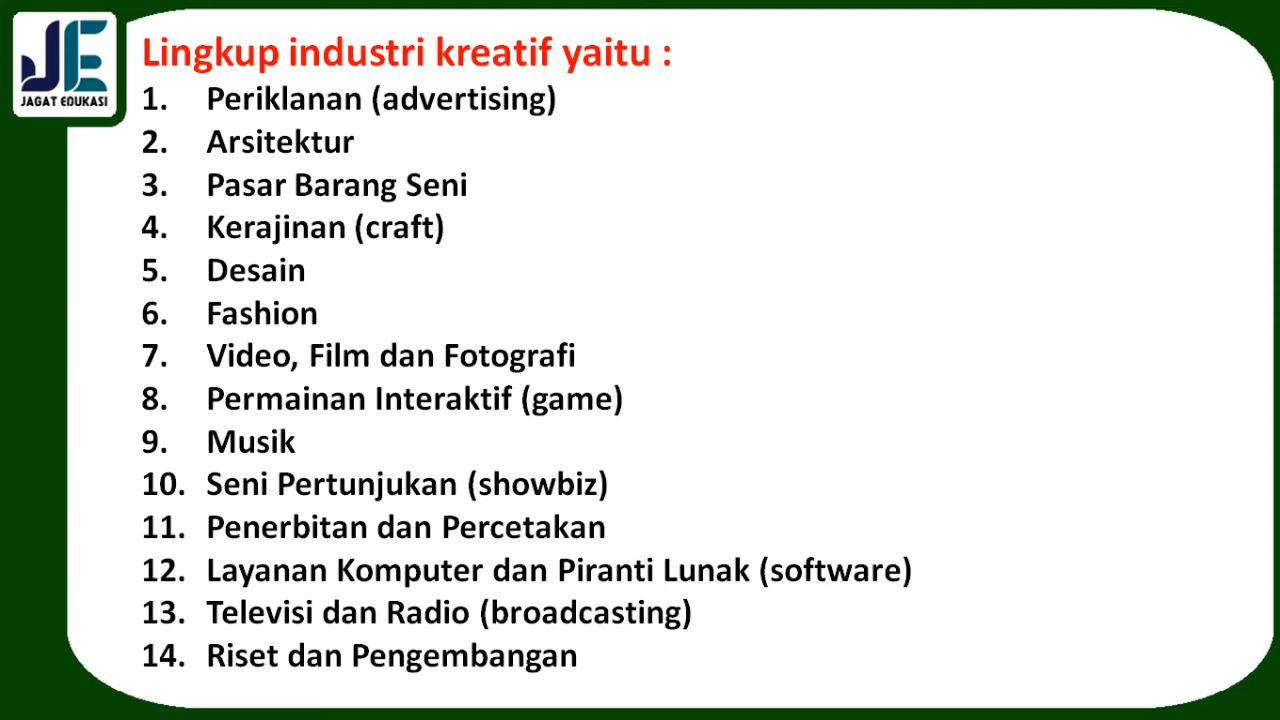 JE
JAGAT EDUKASI
Lingkup industri kreatif yaitu :
1. Periklanan (advertising)
2. Arsitektur
3. Pasar Barang Seni
4. Kerajinan (craft)
5. Desain
6. Fashion
7. Video, Film dan Fotografi
8. Permainan Interaktif (game)
9. Musik
10. Seni Pertunjukan (showbiz)
11. Penerbitan dan Percetakan
12. Layanan Komputer dan Piranti Lunak (software)
13. Televisi dan Radio (broadcasting)
14. Riset dan Pengembangan